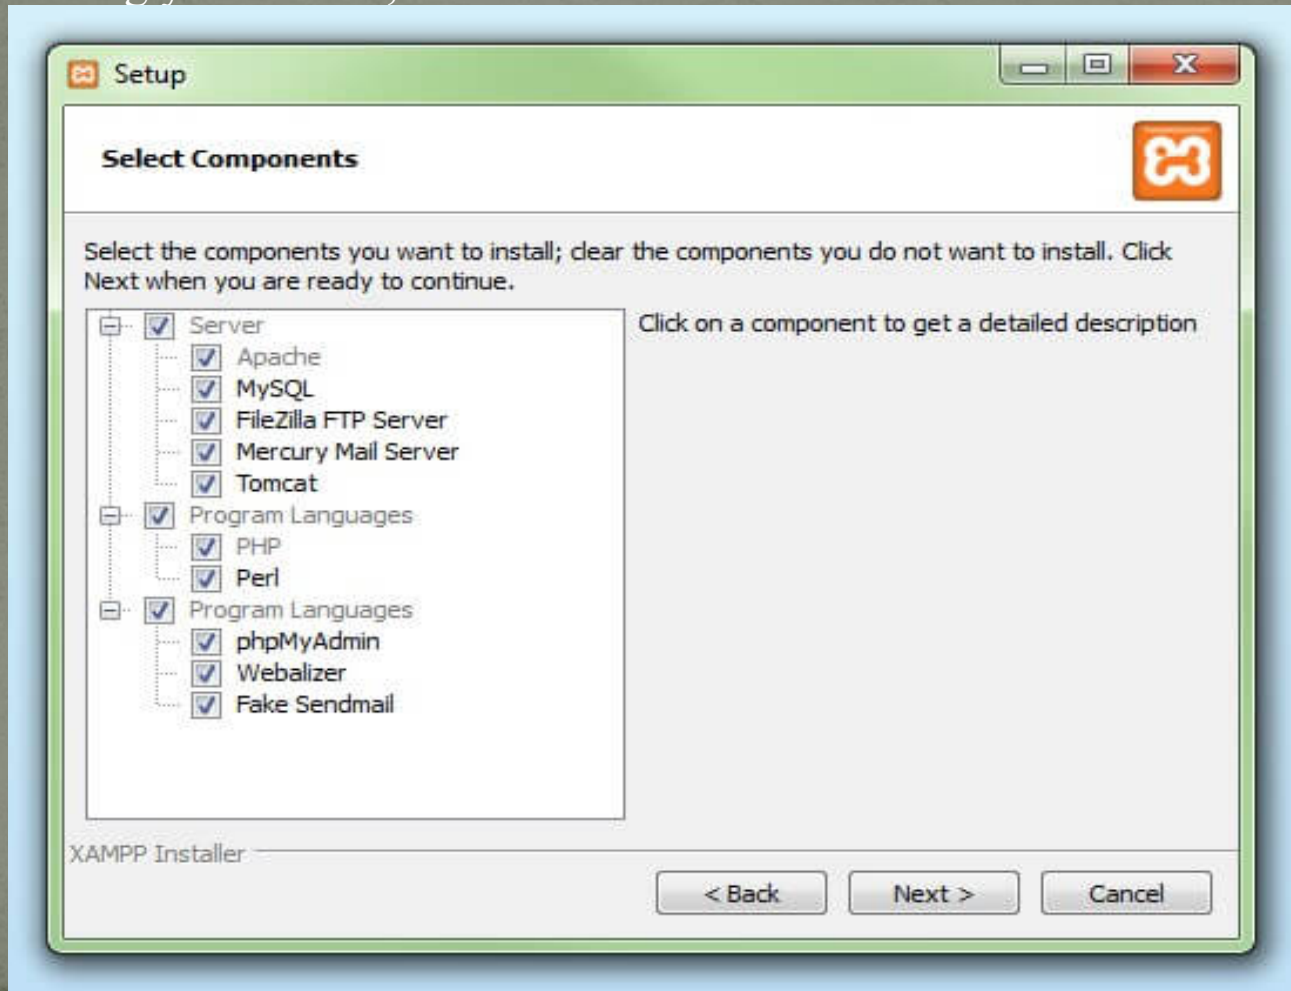 Setup
Select Components
Select the components you want to install; clear the components you do not want to install. Click
Next when you are ready to continue.
Server
Apache
MySQL
FileZilla FTP Server
Mercury Mail Server
Tomcat
Program Languages
PHP
Perl
Program Languages
phpMyAdmin
Webalizer
Fake Sendmail
Click on a component to get a detailed description
XAMPP Installer
< Back
Next >
Cancel